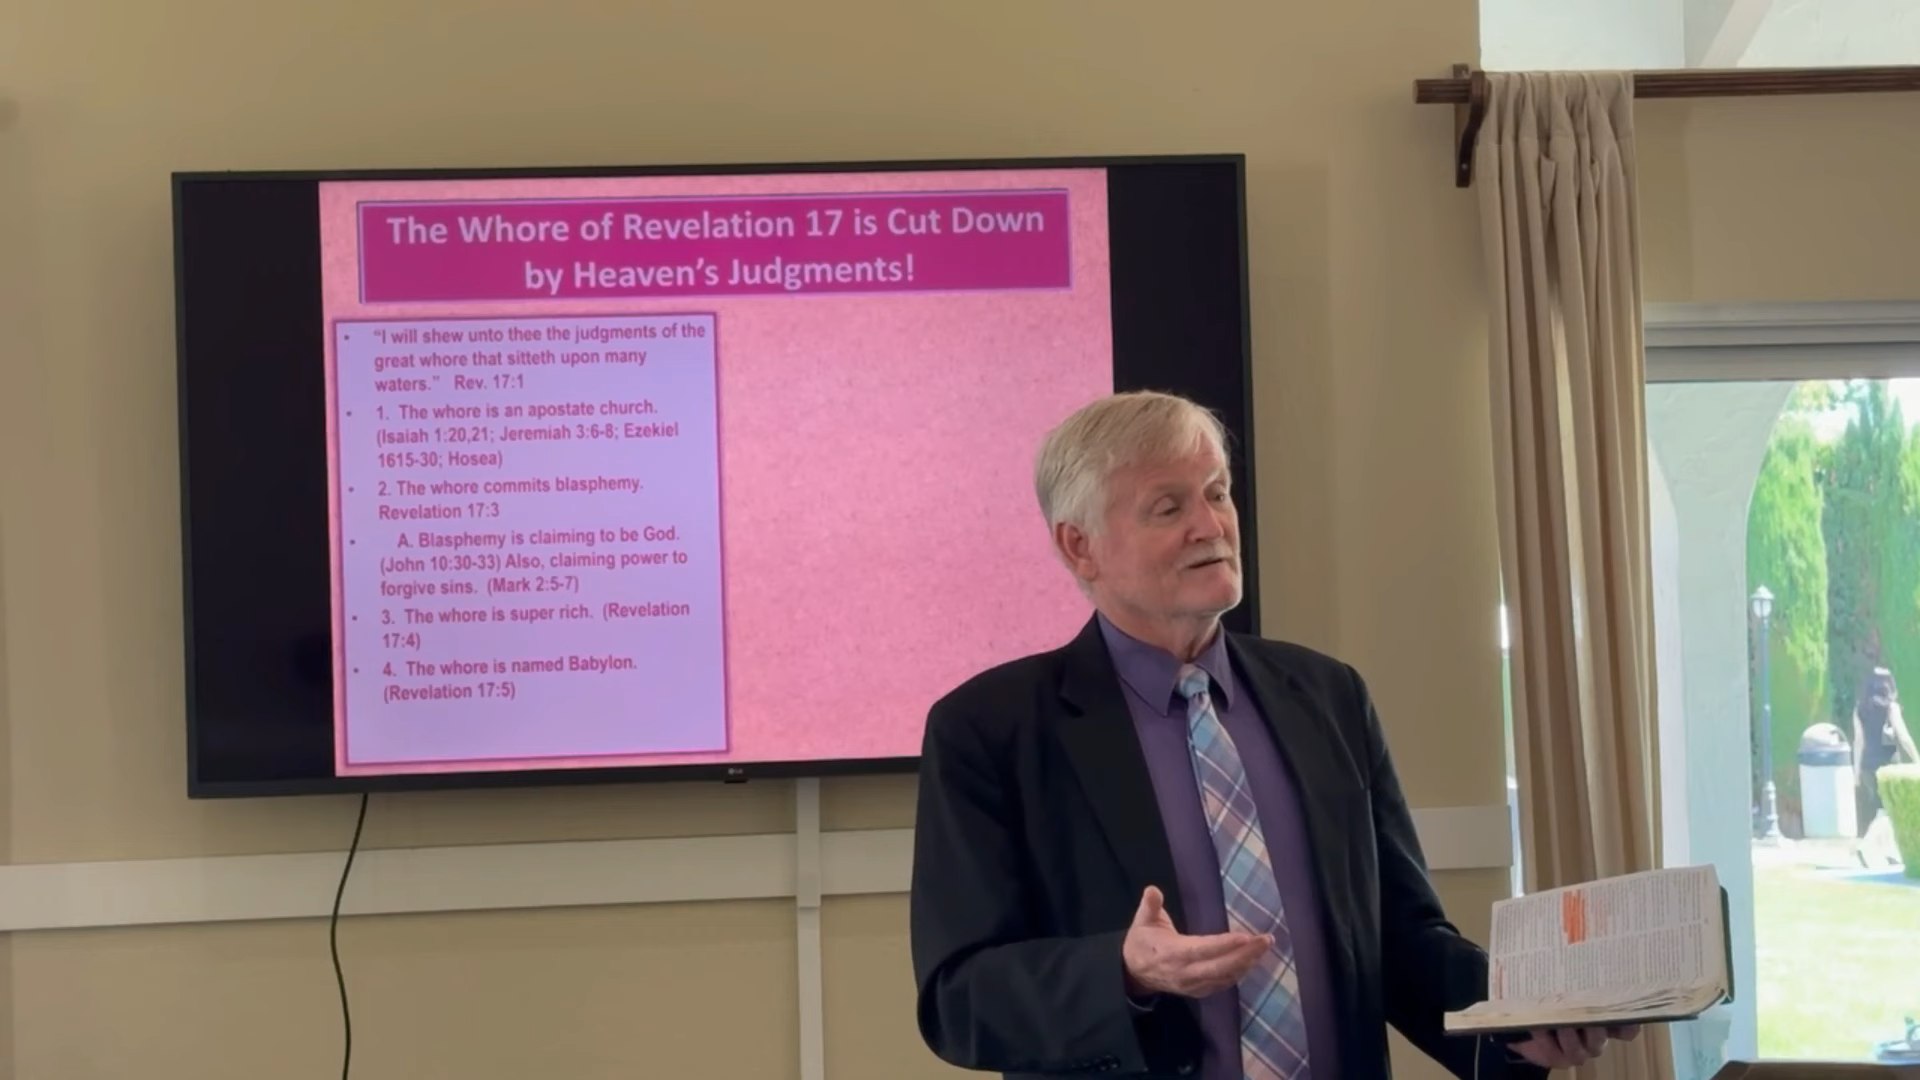 The Whore of Revelation 17 is Cut Down
by Heaven's Judgments!
• "I will shew unto thee the judgments of the
great whore that sitteth upon many
waters." Rev. 17:1
• 1. The whore is an apostate church.
(Isaiah 1:20,21; Jeremiah 3:6-8; Ezekiel
1615-30; Hosea)
• 2. The whore commits blasphemy.
Revelation 17:3
• A. Blasphemy is claiming to be God.
(John 10:30-33) Also, claiming power to
forgive sins. (Mark 2:5-7)
• 3. The whore is super rich. (Revelation
17:4)
• 4. The whore is named Babylon.
(Revelation 17:5)